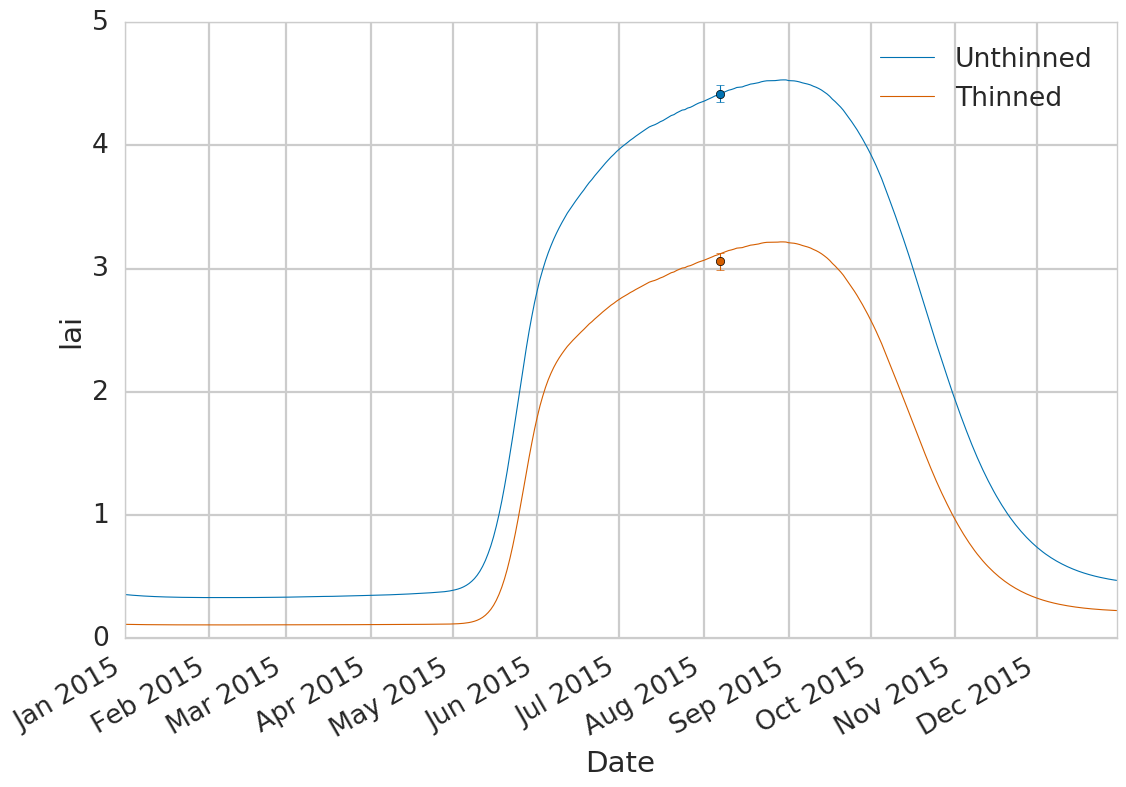 5
4
3
2
1
0
lai
Unthinned
Thinned
Jan 2015
Feb 2015
Mar 2015
Apr 2015
May 2015
Jun 2015
Jul 2015
Aug 2015
Sep 2015
Oct 2015
Nov 2015
Dec 2015
Date